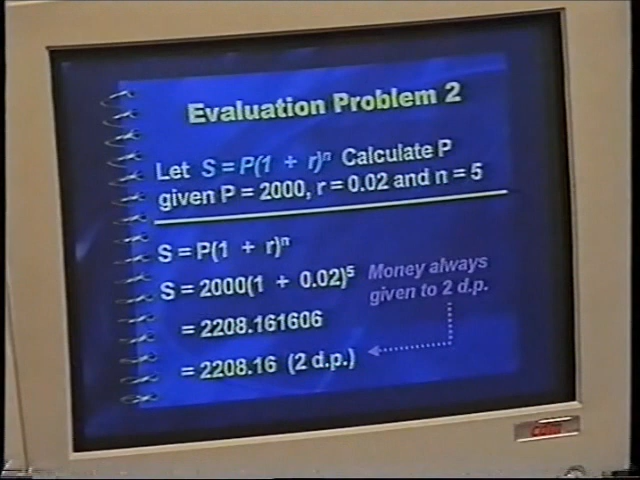 Evaluation Problem 2
Let S = P(1 + r)ⁿ Calculate P
given P = 2000, r = 0.02 and n = 5
S = P(1 + r)ⁿ
S = 2000(1 + 0.02)⁵
Money always
given to 2 d.p.
= 2208.161606
= 2208.16 (2 d.p.)